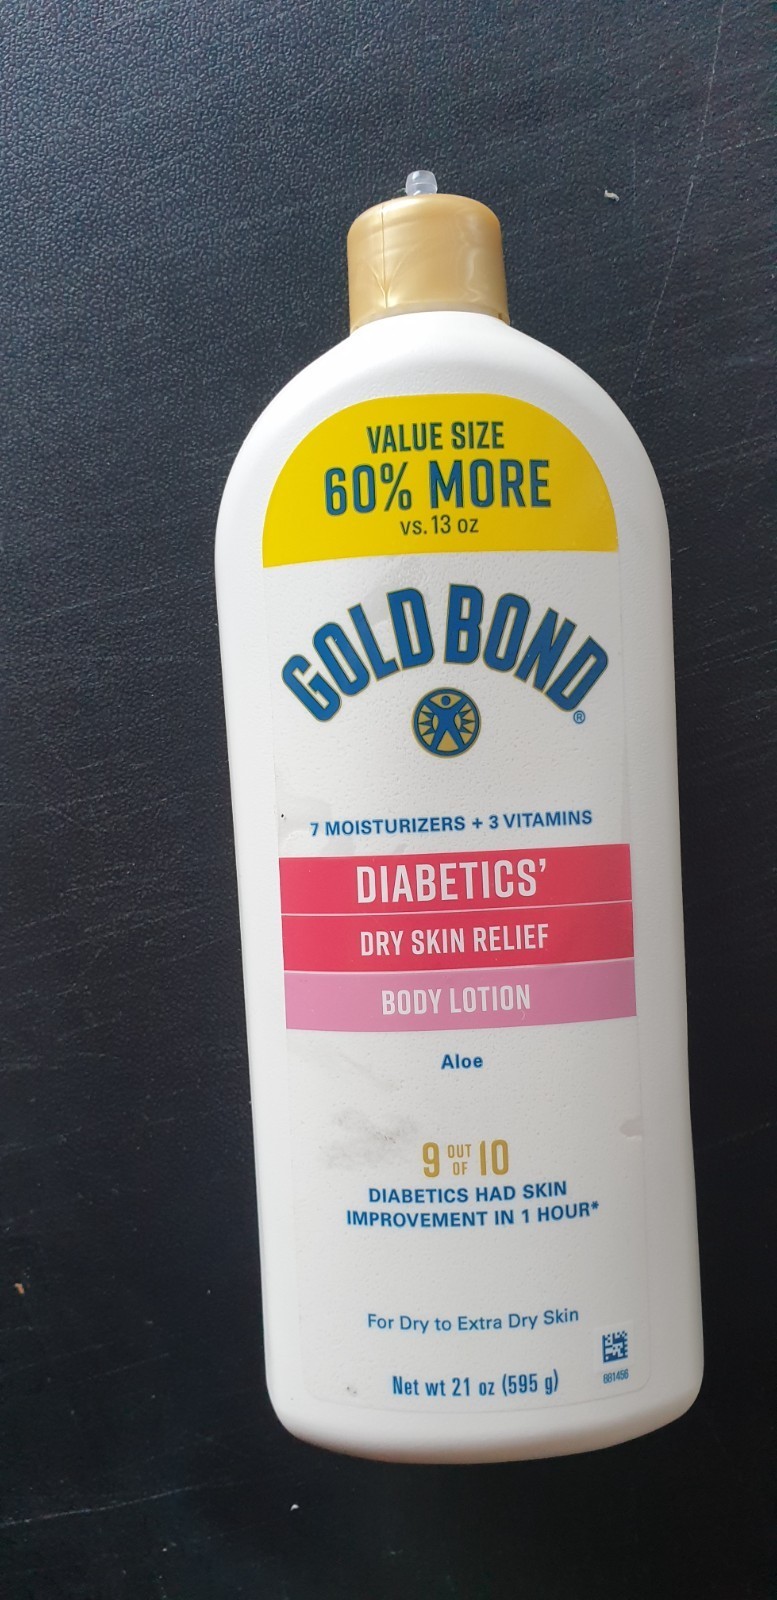 VALUE SIZE
60% MORE
vs. 13 oz
GOLD BOND®
7 MOISTURIZERS + 3 VITAMINS
DIABETICS’
DRY SKIN RELIEF
BODY LOTION
Aloe
9 OUT OF 10
DIABETICS HAD SKIN
IMPROVEMENT IN 1 HOUR*
For Dry to Extra Dry Skin
881456
Net wt 21 oz (595 g)